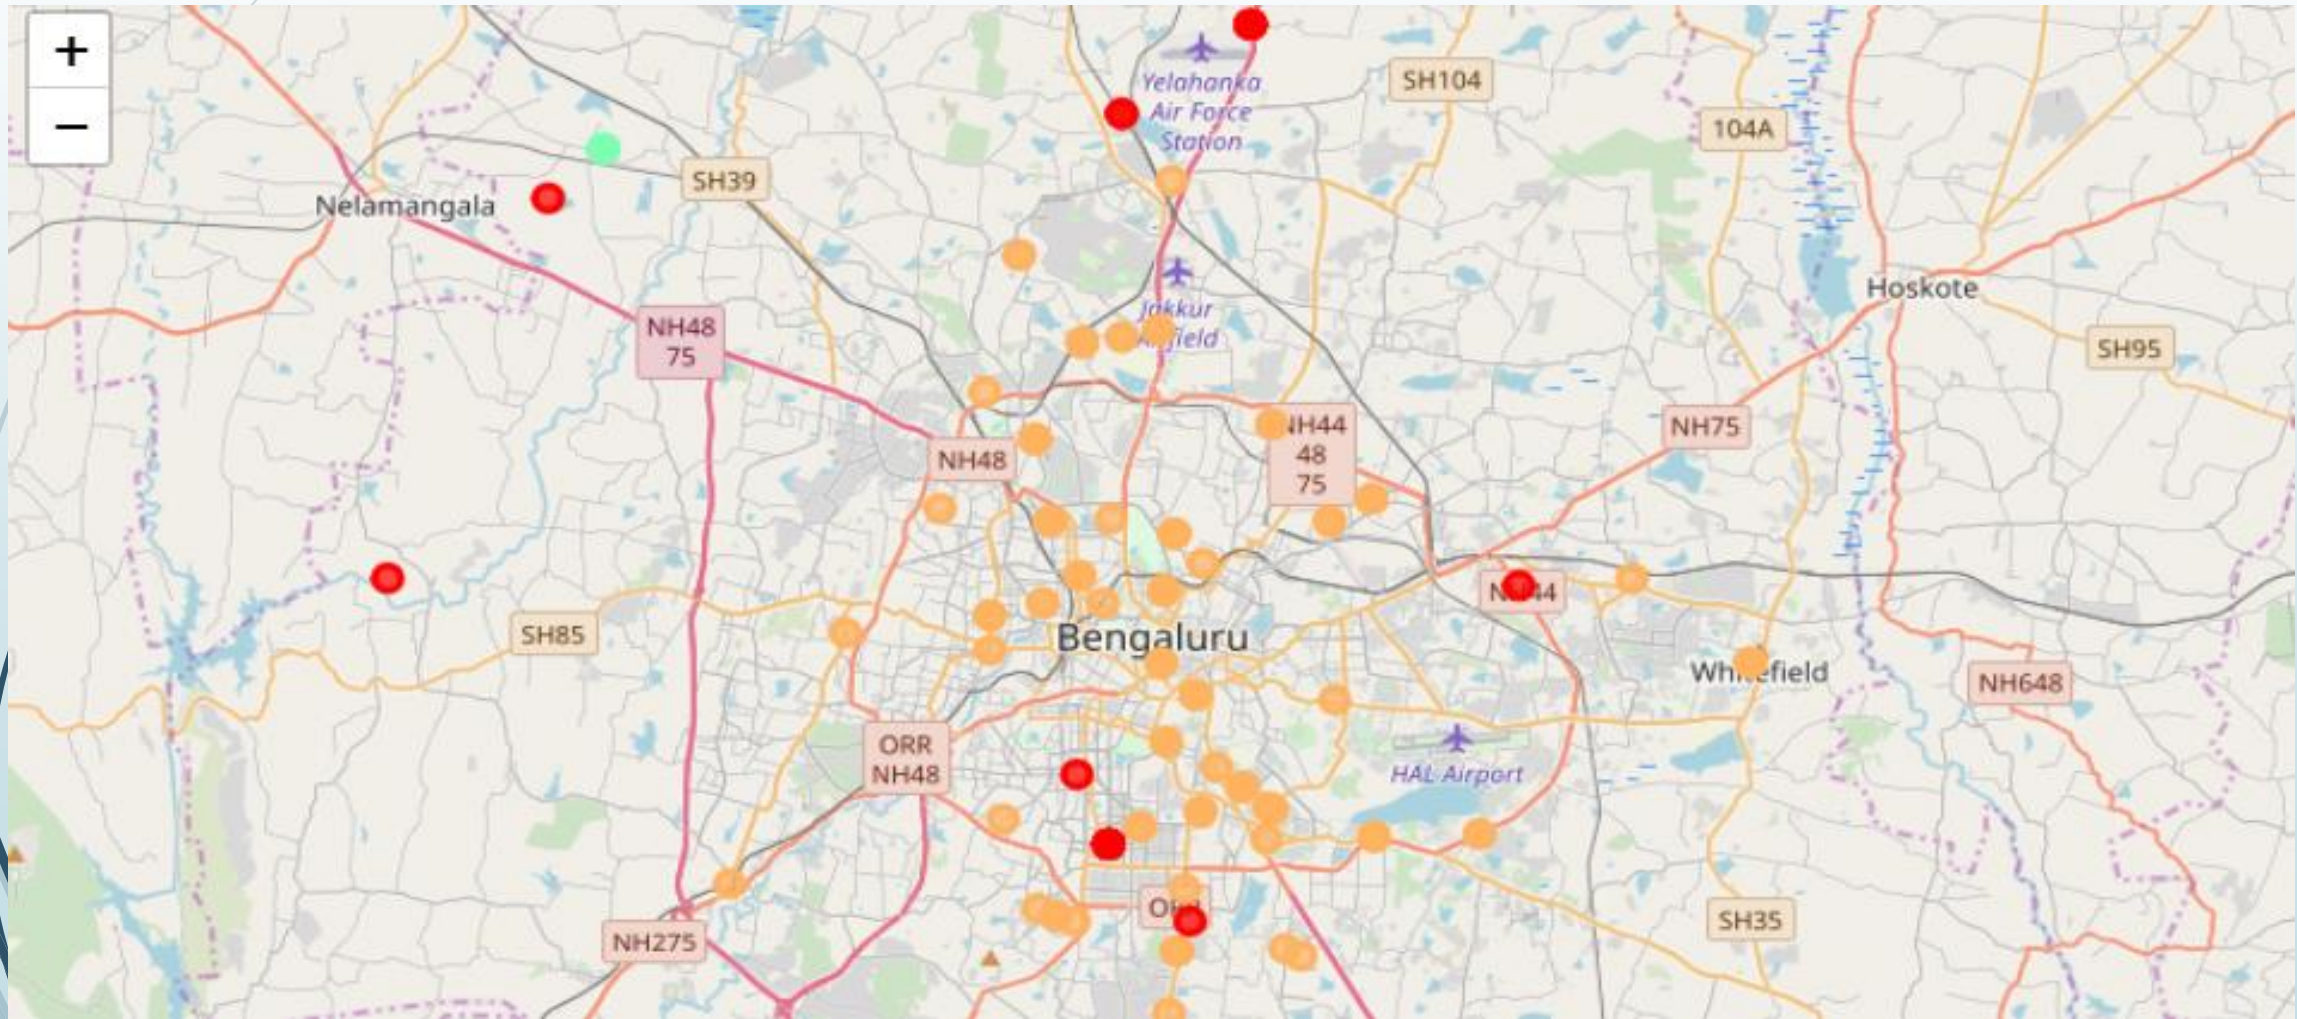 +
−
Yelahanka
Air Force
Station
SH104
104A
SH39
Nelamangala
Jakkur
Hoskote
NH48
75
SH95
NH44
48
75
NH75
NH48
SH85
Bengaluru
NH648
ORR
NH48
HAL Airport
SH35
NH275